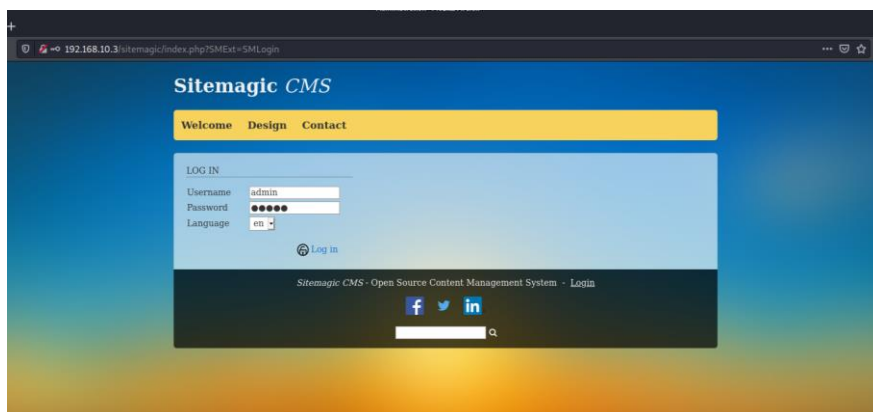 192.168.10.3/sitemagic/index.php?SMExt=SMLogin
Sitemagic CMS
Welcome Design Contact
LOG IN
Username admin
Password ●●●●●
Language en
Log in
Sitemagic CMS - Open Source Content Management System - Login
f in